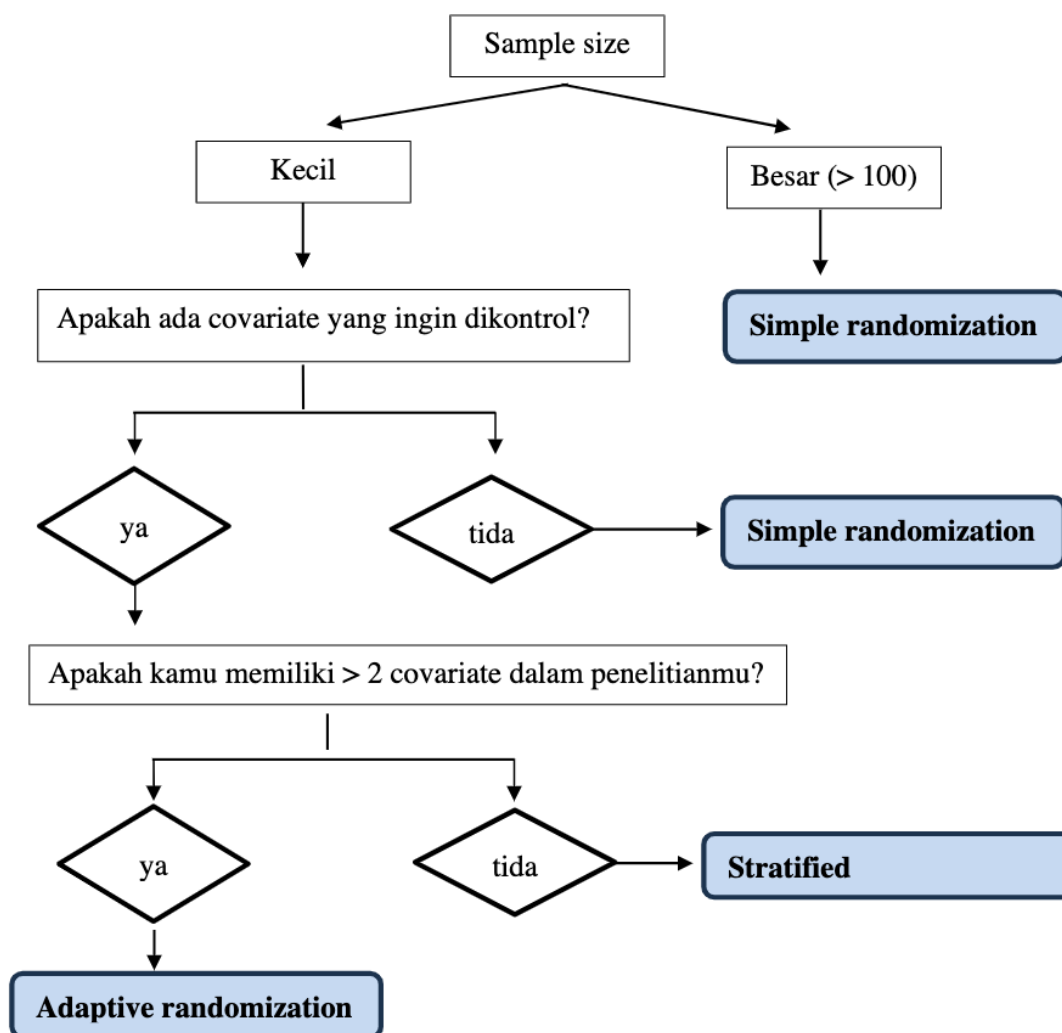 Sample size
Kecil
Besar (> 100)
Apakah ada covariate yang ingin dikontrol?
Simple randomization
ya
tida
Simple randomization
Apakah kamu memiliki > 2 covariate dalam penelitianmu?
ya
tida
Stratified
Adaptive randomization